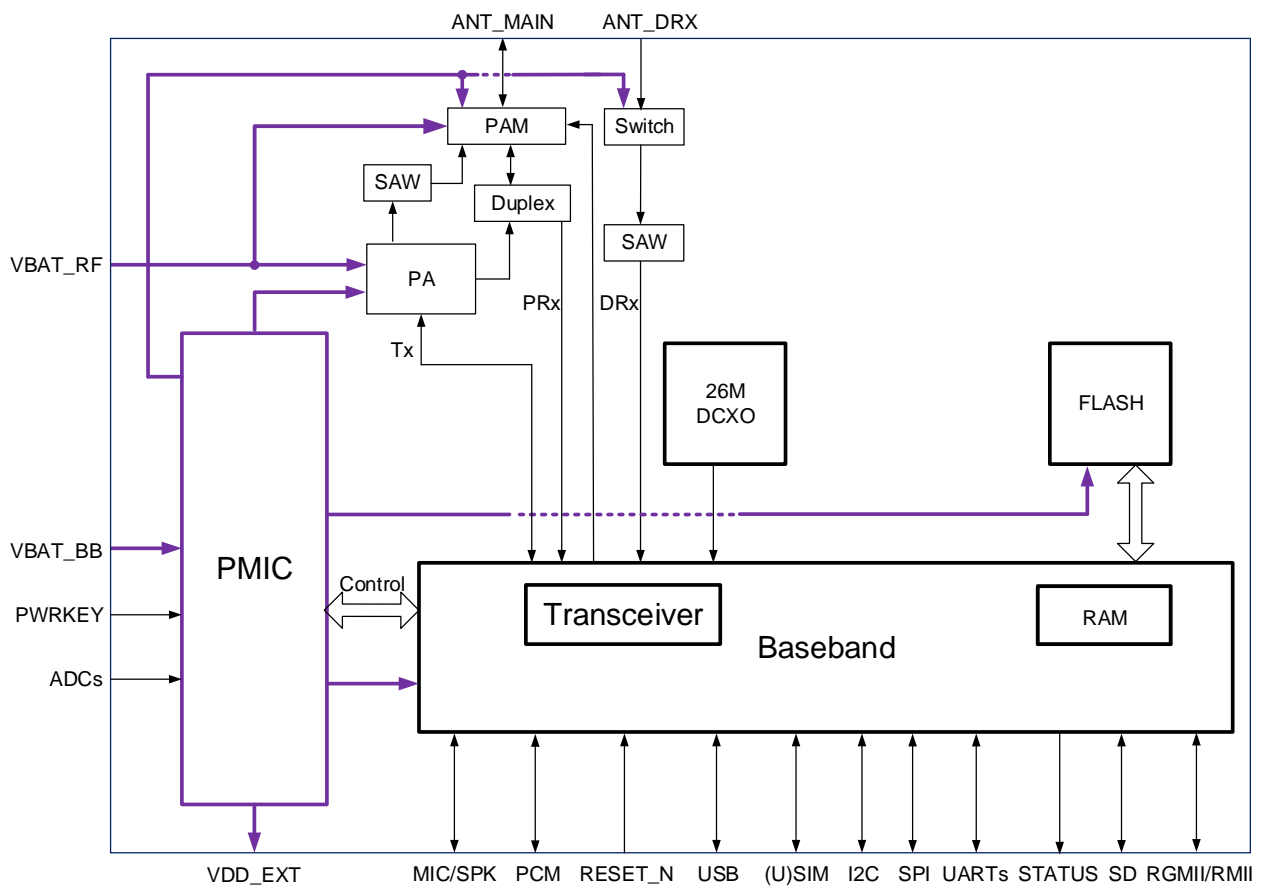 ANT_MAIN
ANT_DRX
PAM
Switch
SAW
Duplex
SAW
VBAT_RF
PA
PRx
DRx
Tx
26M
DCXO
FLASH
VBAT_BB
PMIC
Control
PWRKEY
Transceiver
RAM
Baseband
ADCs
VDD_EXT
MIC/SPK
PCM
RESET_N
USB
(U)SIM
I2C
SPI
UARTs
STATUS
SD
RGMII/RMII